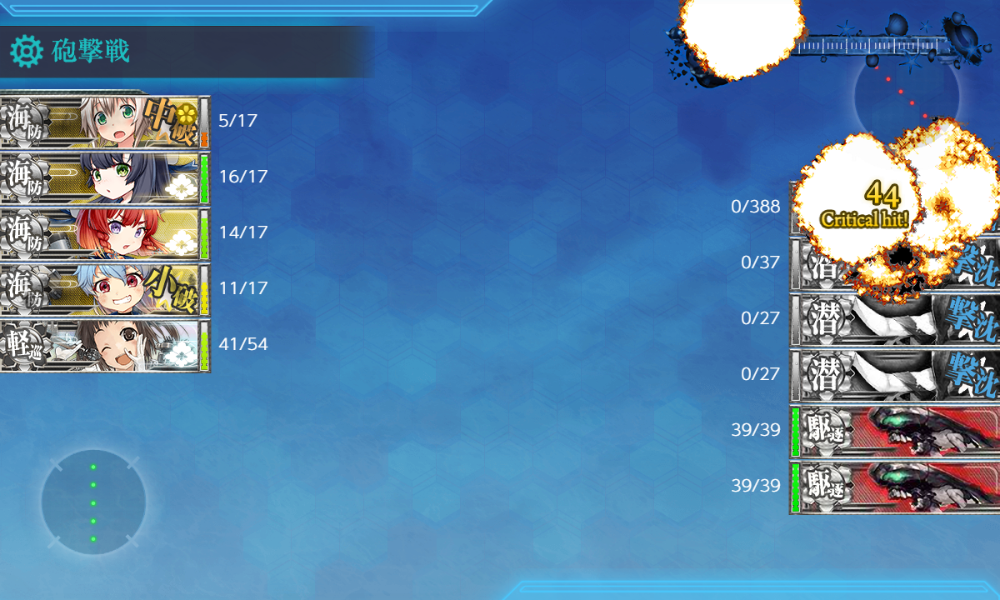 砲撃戦
海防
中破
5/17
海防
16/17
海防
14/17
海防
小破
11/17
軽巡
41/54
44
Critical hit!
0/388
0/37
潜
撃沈
0/27
潜
撃沈
0/27
潜
撃沈
39/39
駆逐
39/39
駆逐